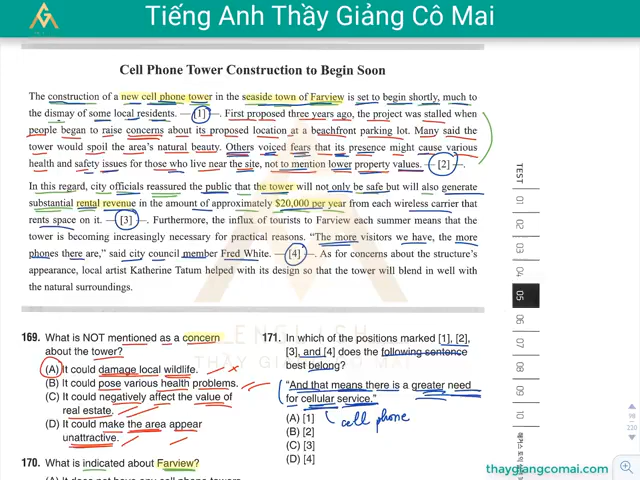 Tiếng Anh Thầy Giảng Cô Mai
Cell Phone Tower Construction to Begin Soon
The construction of a new cell phone tower in the seaside town of Farview is set to begin shortly, much to
the dismay of some local residents. —[1]— First proposed three years ago, the project was stalled when
people began to raise concerns about its proposed location at a beachfront parking lot. Many said the
tower would spoil the area's natural beauty. Others voiced fears that its presence might cause various
health and safety issues for those who live near the site, not to mention lower property values. —[2]—
In this regard, city officials reassured the public that the tower will not only be safe but will also generate
substantial rental revenue in the amount of approximately $20,000 per year from each wireless carrier that
rents space on it. —[3]— Furthermore, the influx of tourists to Farview each summer means that the
tower is becoming increasingly necessary for practical reasons. "The more visitors we have, the more
phones there are," said city council member Fred White. —[4]— As for concerns about the structure's
appearance, local artist Katherine Tatum helped with its design so that the tower will blend in well with
the natural surroundings.
169. What is NOT mentioned as a concern
about the tower?
(A) It could damage local wildlife.
(B) It could pose various health problems.
(C) It could negatively affect the value of
real estate.
(D) It could make the area appear
unattractive.
170. What is indicated about Farview?
171. In which of the positions marked [1], [2],
[3], and [4] does the following sentence
best belong?
"And that means there is a greater need
for cellular service."
(A) [1]
cell phone
(B) [2]
(C) [3]
(D) [4]
TEST
01
02
03
04
05
06
07
08
09
10
ENGLISH
THẦY GIẢNG CÔ MAI
220
thaygiangcomai.com